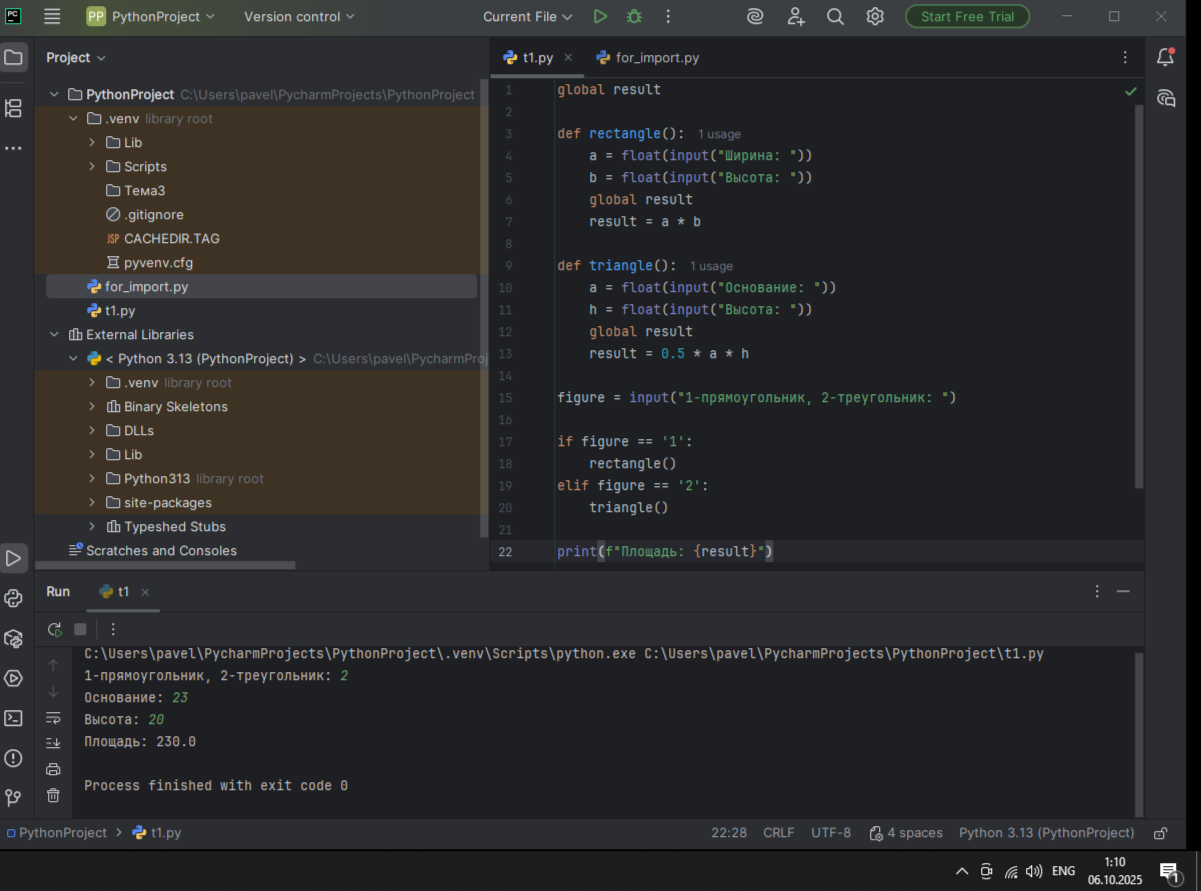 PC
PP PythonProject Version control Current File Start Free Trial
Project
t1.py for_import.py
PythonProject C:\Users\pavel\PycharmProjects\PythonProject
.venv library root
Lib
Scripts
Тема3
.gitignore
JSP CACHEDIR.TAG
pyvenv.cfg
for_import.py
t1.py
External Libraries
< Python 3.13 (PythonProject) > C:\Users\pavel\PycharmProj
.venv library root
Binary Skeletons
DLLs
Lib
Python313 library root
site-packages
Typeshed Stubs
Scratches and Consoles
1 global result
2
3 def rectangle(): 1 usage
4 a = float(input("Ширина: "))
5 b = float(input("Высота: "))
6 global result
7 result = a * b
8
9 def triangle(): 1 usage
10 a = float(input("Основание: "))
11 h = float(input("Высота: "))
12 global result
13 result = 0.5 * a * h
14
15 figure = input("1-прямоугольник, 2-треугольник: ")
16
17 if figure == '1':
18 rectangle()
19 elif figure == '2':
20 triangle()
21
22 print(f"Площадь: {result}")
Run t1
C:\Users\pavel\PycharmProjects\PythonProject\.venv\Scripts\python.exe C:\Users\pavel\PycharmProjects\PythonProject\t1.py
1-прямоугольник, 2-треугольник: 2
Основание: 23
Высота: 20
Площадь: 230.0
Process finished with exit code 0
PythonProject > t1.py 22:28 CRLF UTF-8 4 spaces Python 3.13 (PythonProject)
ENG 1:10
06.10.2025 1